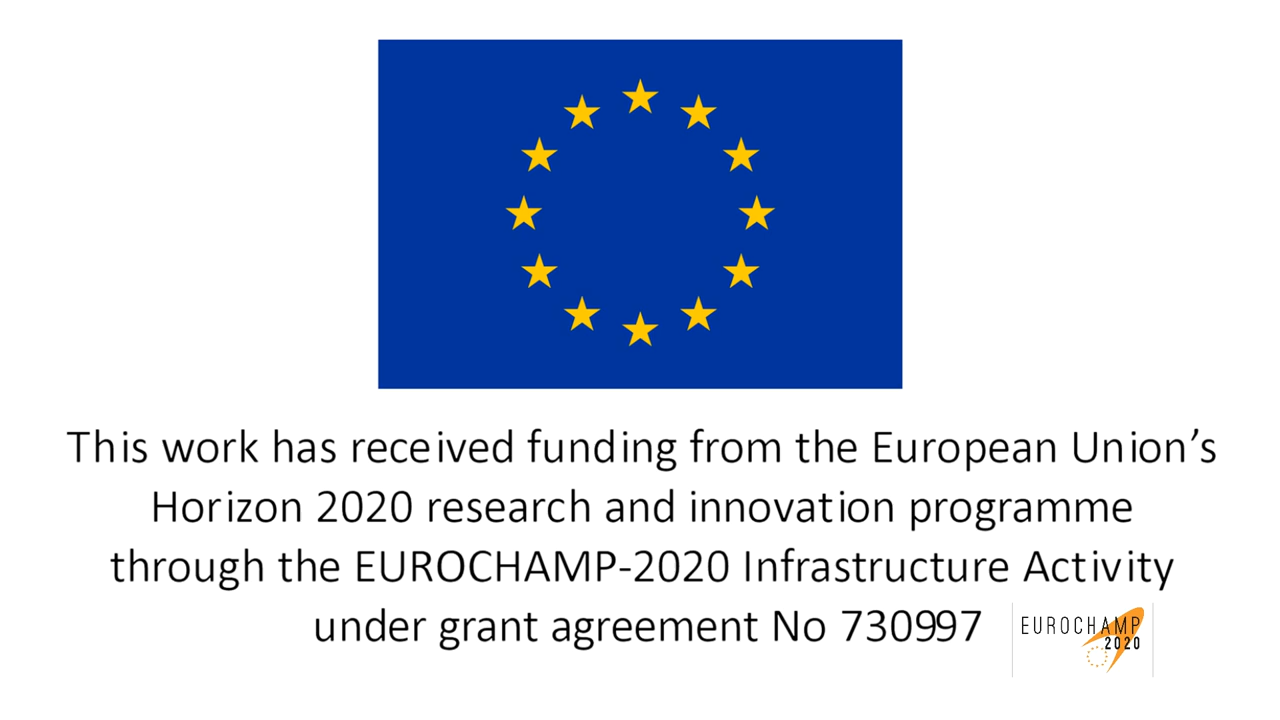 This work has received funding from the European Union’s
Horizon 2020 research and innovation programme
through the EUROCHAMP-2020 Infrastructure Activity
under grant agreement No 730997
EUROCHAMP
2020